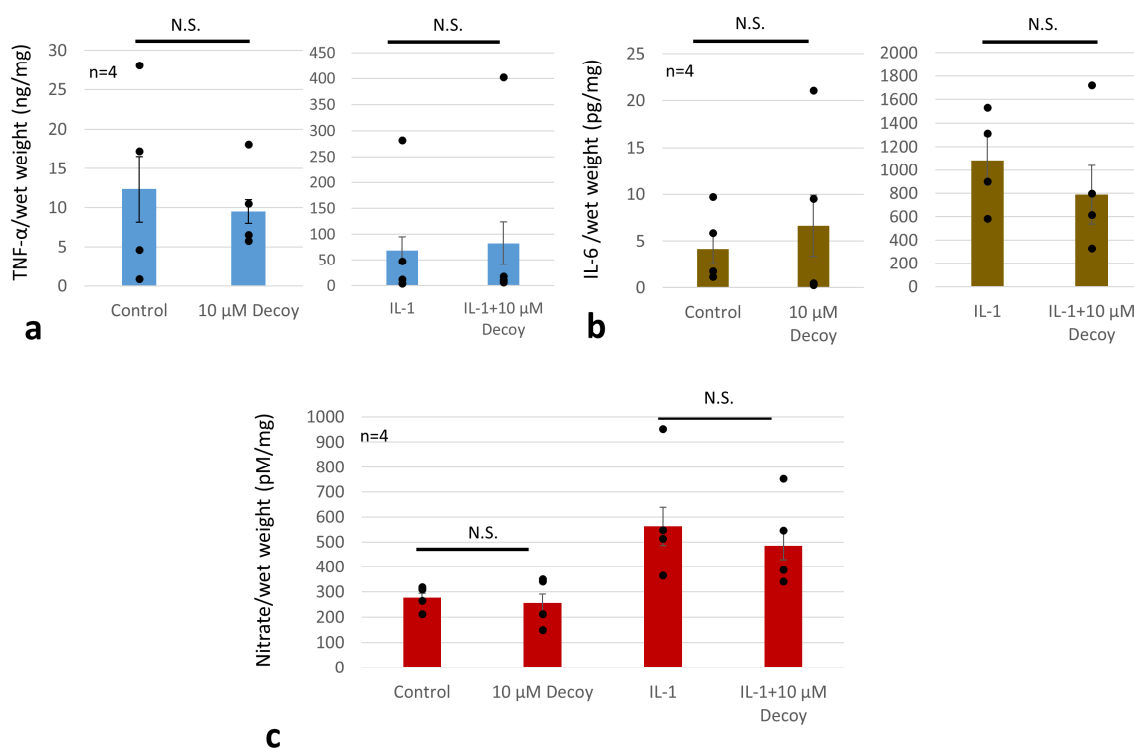 N.S.
N.S.
TNF-α/wet weight (ng/mg)
n=4
30
25
20
15
10
5
0
Control
10 μM Decoy
450
400
350
300
250
200
150
100
50
0
IL-1
IL-1+10 μM
Decoy
a
N.S.
N.S.
IL-6 /wet weight (pg/mg)
n=4
25
20
15
10
5
0
Control
10 μM
Decoy
2000
1800
1600
1400
1200
1000
800
600
400
200
0
IL-1
IL-1+10 μM
Decoy
b
Nitrate/wet weight (pM/mg)
n=4
N.S.
N.S.
1000
900
800
700
600
500
400
300
200
100
0
Control
10 μM Decoy
IL-1
IL-1+10 μM
Decoy
c